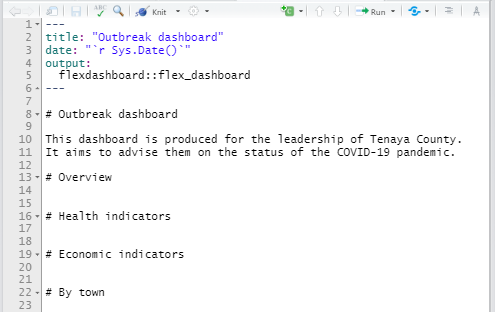 ABC Knit Run
1 ---
2 title: "Outbreak dashboard"
3 date: "`r Sys.Date()`"
4 output:
5 flexdashboard::flex_dashboard
6 ---
7
8 # Outbreak dashboard
9
10 This dashboard is produced for the leadership of Tenaya County.
11 It aims to advise them on the status of the COVID-19 pandemic.
12
13 # Overview
14
15
16 # Health indicators
17
18
19 # Economic indicators
20
21
22 # By town
23